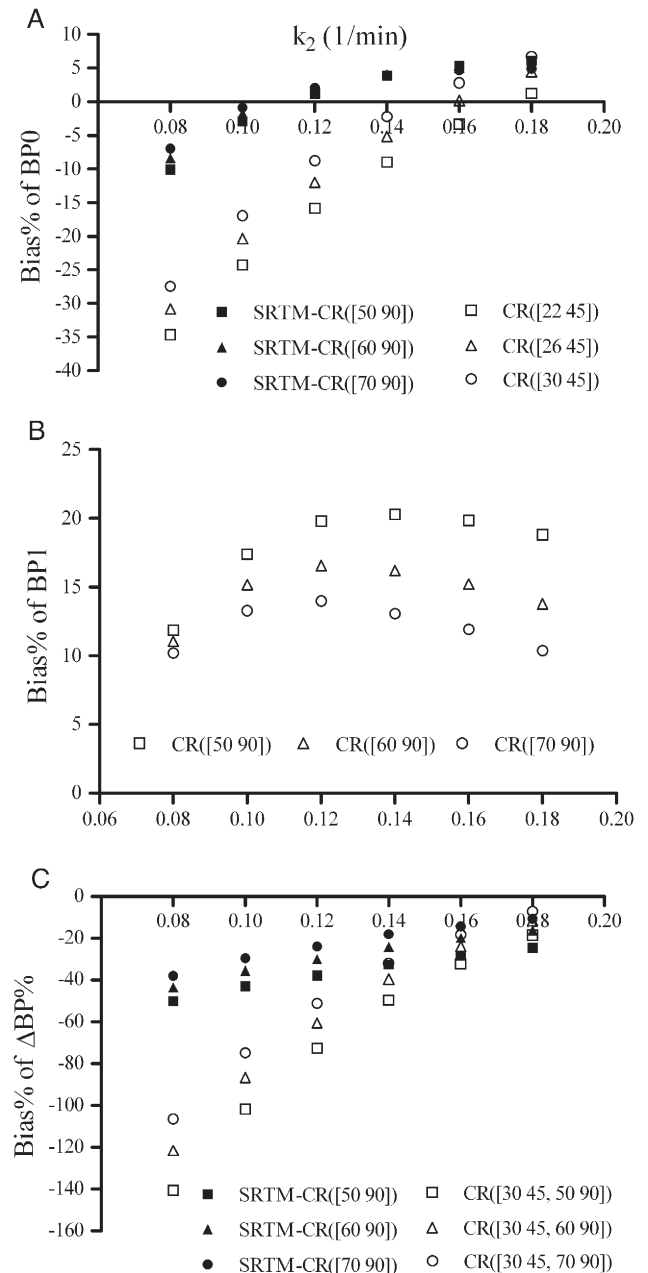 A
k2 (1/min)
10
5
0
-5
-10
-15
-20
-25
-30
-35
-40
0.08 0.10 0.12 0.14 0.16 0.18 0.20
Bias% of BP0
SRTM-CR([50 90]) CR([22 45])
SRTM-CR([60 90]) CR([26 45])
SRTM-CR([70 90]) CR([30 45])
B
25
20
15
10
5
0
Bias% of BP1
CR([50 90]) CR([60 90]) CR([70 90])
0.06 0.08 0.10 0.12 0.14 0.16 0.18 0.20
C
0
-20
-40
-60
-80
-100
-120
-140
-160
0.08 0.10 0.12 0.14 0.16 0.18 0.20
Bias% of ΔBP%
SRTM-CR([50 90]) CR([30 45, 50 90])
SRTM-CR([60 90]) CR([30 45, 60 90])
SRTM-CR([70 90]) CR([30 45, 70 90])